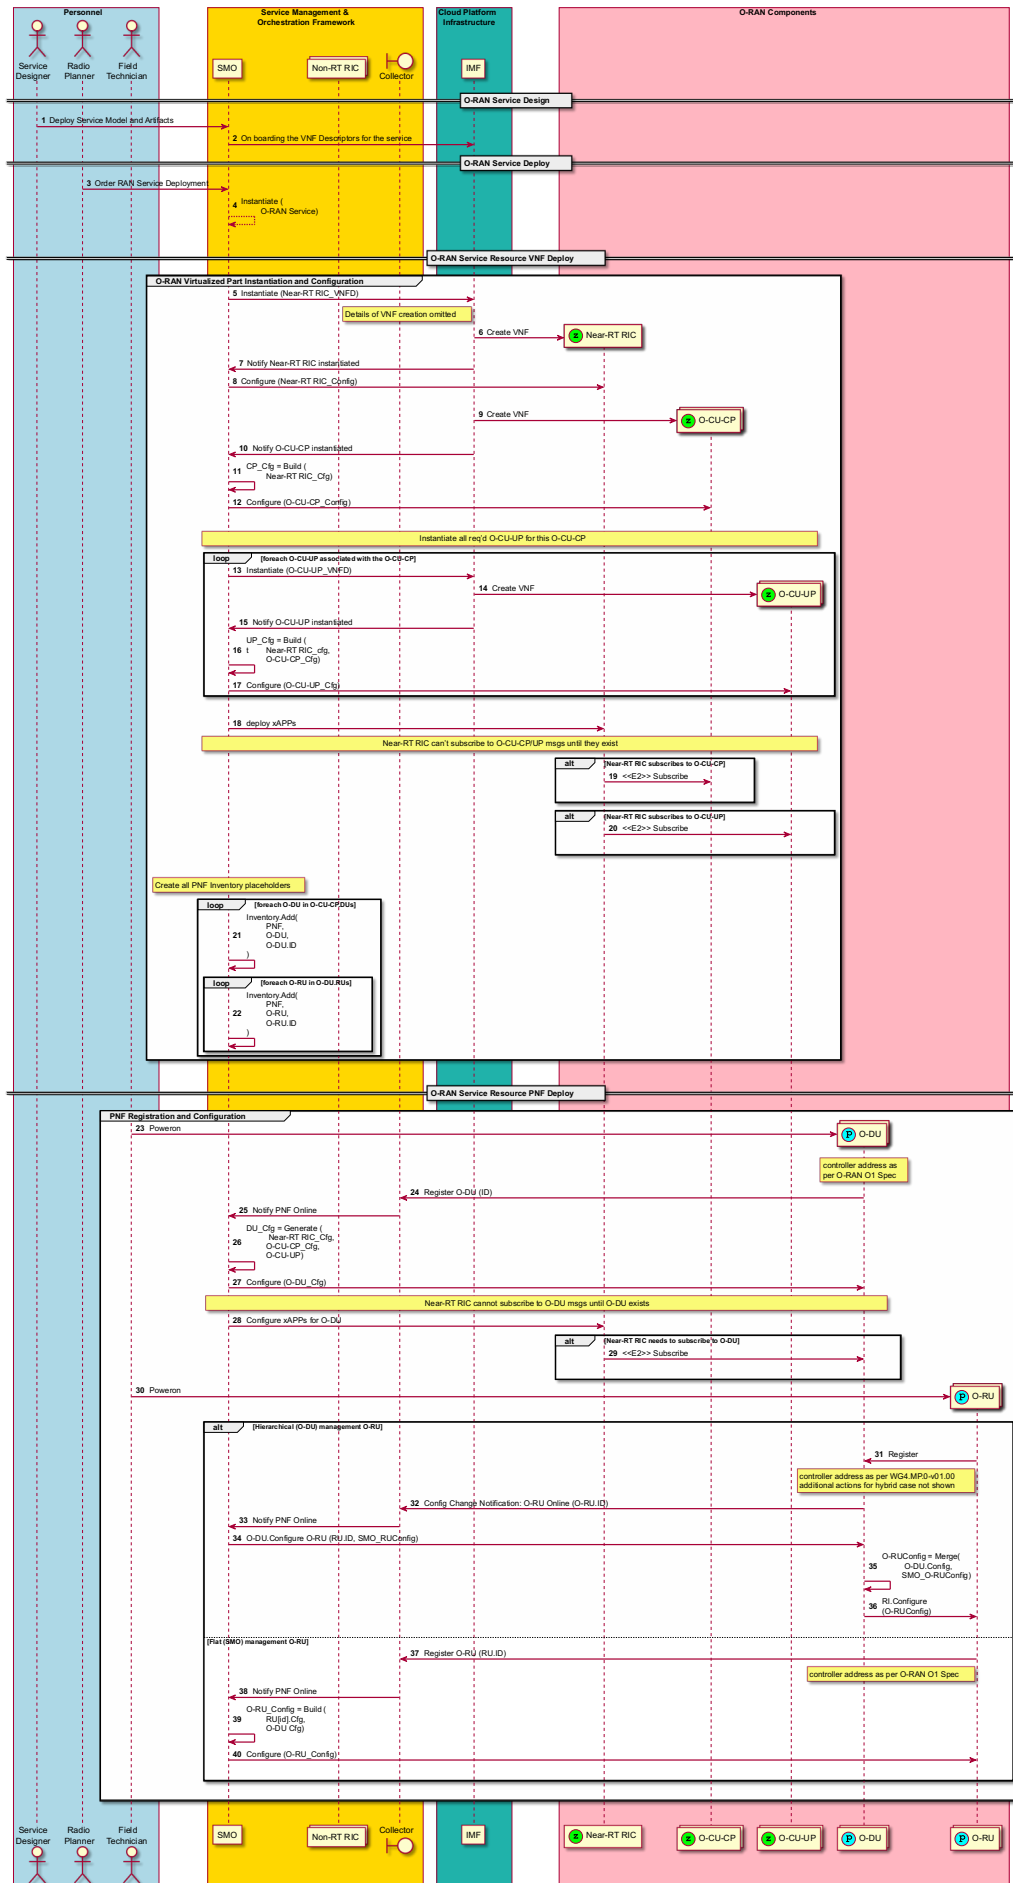 Personnel
Service Management &
Orchestration Framework
Cloud Platform
Infrastructure
O-RAN Components
Service
Designer
Radio
Planner
Field
Technician
SMO
Non-RT RIC
Collector
IMF
O-RAN Service Design
1 Deploy Service Model and Artifacts
2 On boarding the VNF Descriptors for the service
O-RAN Service Deploy
3 Order RAN Service Deployment
4 Instantiate (
O-RAN Service)
O-RAN Service Resource VNF Deploy
O-RAN Virtualized Part Instantiation and Configuration
5 Instantiate (Near-RT RIC_VNFD)
Details of VNF creation omitted
6 Create VNF
Z Near-RT RIC
7 Notify Near-RT RIC instantiated
8 Configure (Near-RT RIC_Config)
9 Create VNF
Z O-CU-CP
10 Notify O-CU-CP instantiated
11 CP_Cfg = Build (
Near-RT RIC_Cfg)
12 Configure (O-CU-CP_Config)
Instantiate all req'd O-CU-UP for this O-CU-CP
loop [foreach O-CU-UP associated with the O-CU-CP]
13 Instantiate (O-CU-UP_VNFD)
14 Create VNF
Z O-CU-UP
15 Notify O-CU-UP instantiated
UP_Cfg = Build (
16 t Near-RT RIC_cfg,
O-CU-CP_Cfg)
17 Configure (O-CU-UP_Cfg)
18 deploy xAPPs
Near-RT RIC can't subscribe to O-CU-CP/UP msgs until they exist
alt [Near-RT RIC subscribes to O-CU-CP]
19 <<E2>> Subscribe
alt [Near-RT RIC subscribes to O-CU-UP]
20 <<E2>> Subscribe
Create all PNF Inventory placeholders
loop [foreach O-DU in O-CU-CP.DUs]
Inventory.Add(
PNF,
21 O-DU,
O-DU.ID
)
loop [foreach O-RU in O-DU.RUs]
Inventory.Add(
PNF,
22 O-RU,
O-RU.ID
)
O-RAN Service Resource PNF Deploy
PNF Registration and Configuration
23 Poweron
P O-DU
controller address as
per O-RAN O1 Spec
24 Register O-DU (ID)
25 Notify PNF Online
DU_Cfg = Generate (
26 Near-RT RIC_Cfg,
O-CU-CP_Cfg,
O-CU-UP)
27 Configure (O-DU_Cfg)
Near-RT RIC cannot subscribe to O-DU msgs until O-DU exists
28 Configure xAPPs for O-DU
alt [Near-RT RIC needs to subscribe to O-DU]
29 <<E2>> Subscribe
30 Poweron
P O-RU
alt [Hierarchical (O-DU) management O-RU]
31 Register
controller address as per WG4.MP.0-v01.00
additional actions for hybrid case not shown
32 Config Change Notification: O-RU Online (O-RU.ID)
33 Notify PNF Online
34 O-DU.Configure O-RU (RU.ID, SMO_RUConfig)
O-RUConfig = Merge(
35 O-DU.Config,
SMO_O-RUConfig)
36 RI.Configure
(O-RUConfig)
[Flat (SMO) management O-RU]
37 Register O-RU (RU.ID)
controller address as per O-RAN O1 Spec
38 Notify PNF Online
O-RU_Config = Build (
39 RU[id].Cfg,
O-DU Cfg)
40 Configure (O-RU_Config)
Service
Designer
Radio
Planner
Field
Technician
SMO
Non-RT RIC
Collector
IMF
Z Near-RT RIC
Z O-CU-CP
Z O-CU-UP
P O-DU
P O-RU